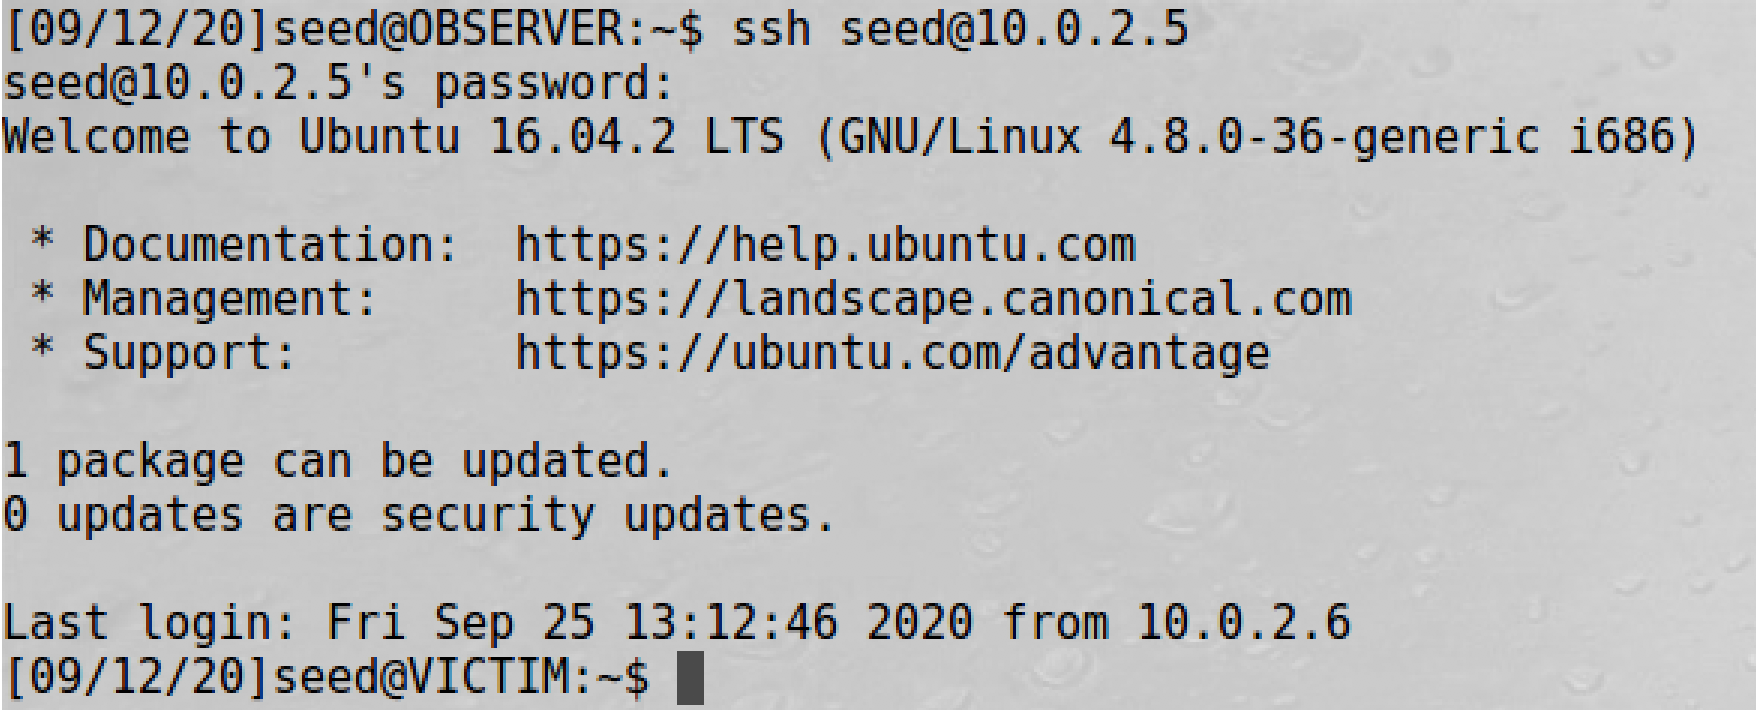 [09/12/20]seed@OBSERVER:~$ ssh seed@10.0.2.5
seed@10.0.2.5's password:
Welcome to Ubuntu 16.04.2 LTS (GNU/Linux 4.8.0-36-generic i686)
* Documentation:  https://help.ubuntu.com
* Management:     https://landscape.canonical.com
* Support:        https://ubuntu.com/advantage
1 package can be updated.
0 updates are security updates.
Last login: Fri Sep 25 13:12:46 2020 from 10.0.2.6
[09/12/20]seed@VICTIM:~$